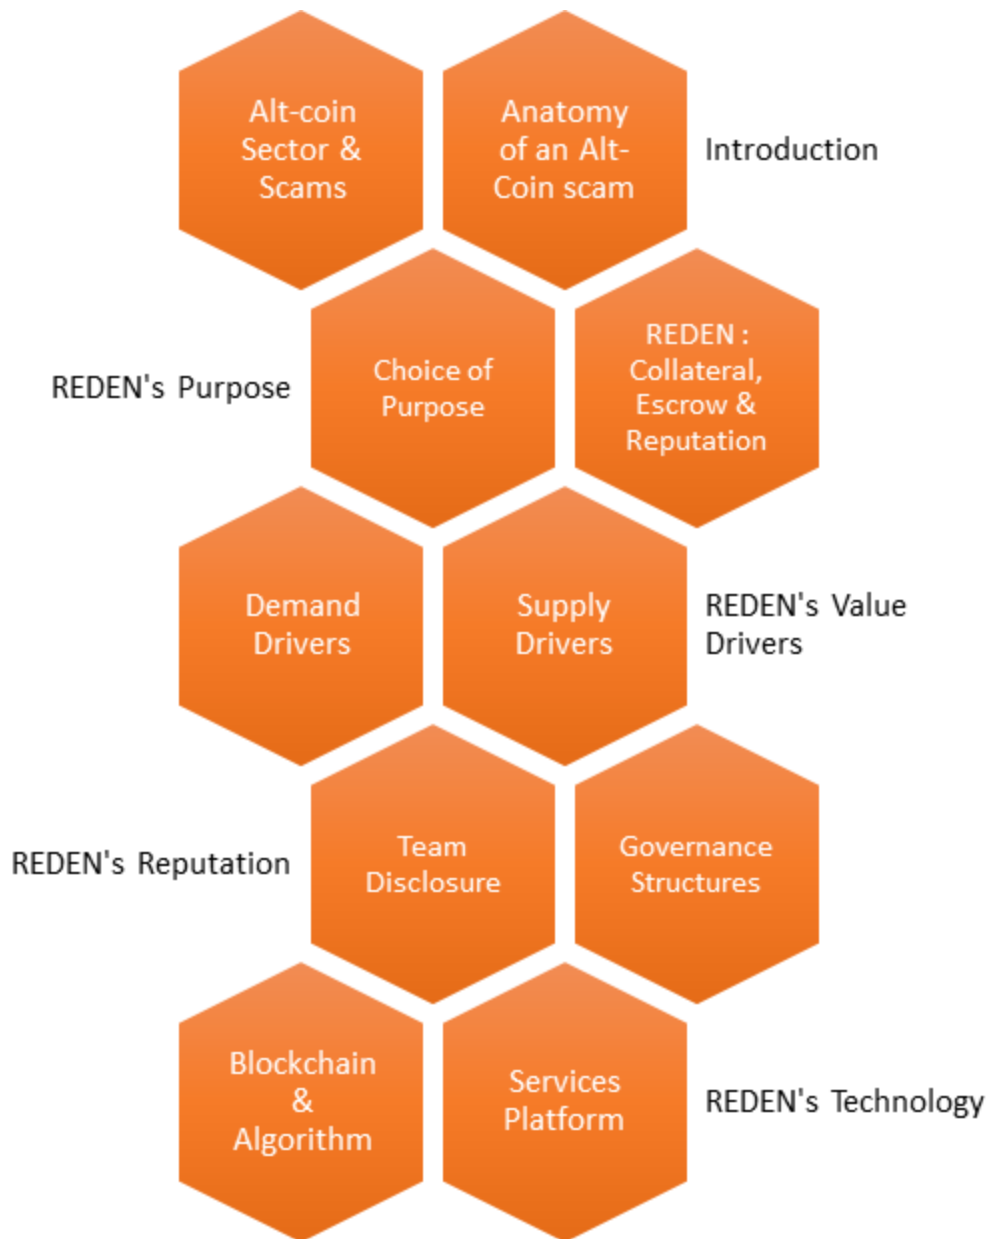 Alt-coin
Sector &
Scams
Anatomy
of an Alt-
Coin scam
Introduction
REDEN's Purpose
Choice of
Purpose
REDEN :
Collateral,
Escrow &
Reputation
Demand
Drivers
Supply
Drivers
REDEN's Value
Drivers
REDEN's Reputation
Team
Disclosure
Governance
Structures
Blockchain
&
Algorithm
Services
Platform
REDEN's Technology